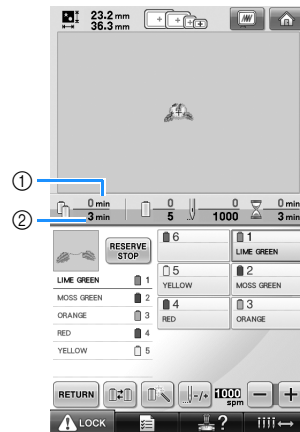 23.2 mm
36.3 mm
①
0 min 0 0 0 min
② 3 min 5 1000 3 min
RESERVE
STOP
6 1
LIME GREEN
LIME GREEN 1
MOSS GREEN 2
ORANGE 3
RED 4
YELLOW 5
5 2
YELLOW MOSS GREEN
4 3
RED ORANGE
RETURN -/+ 1000 spm − +
LOCK ?